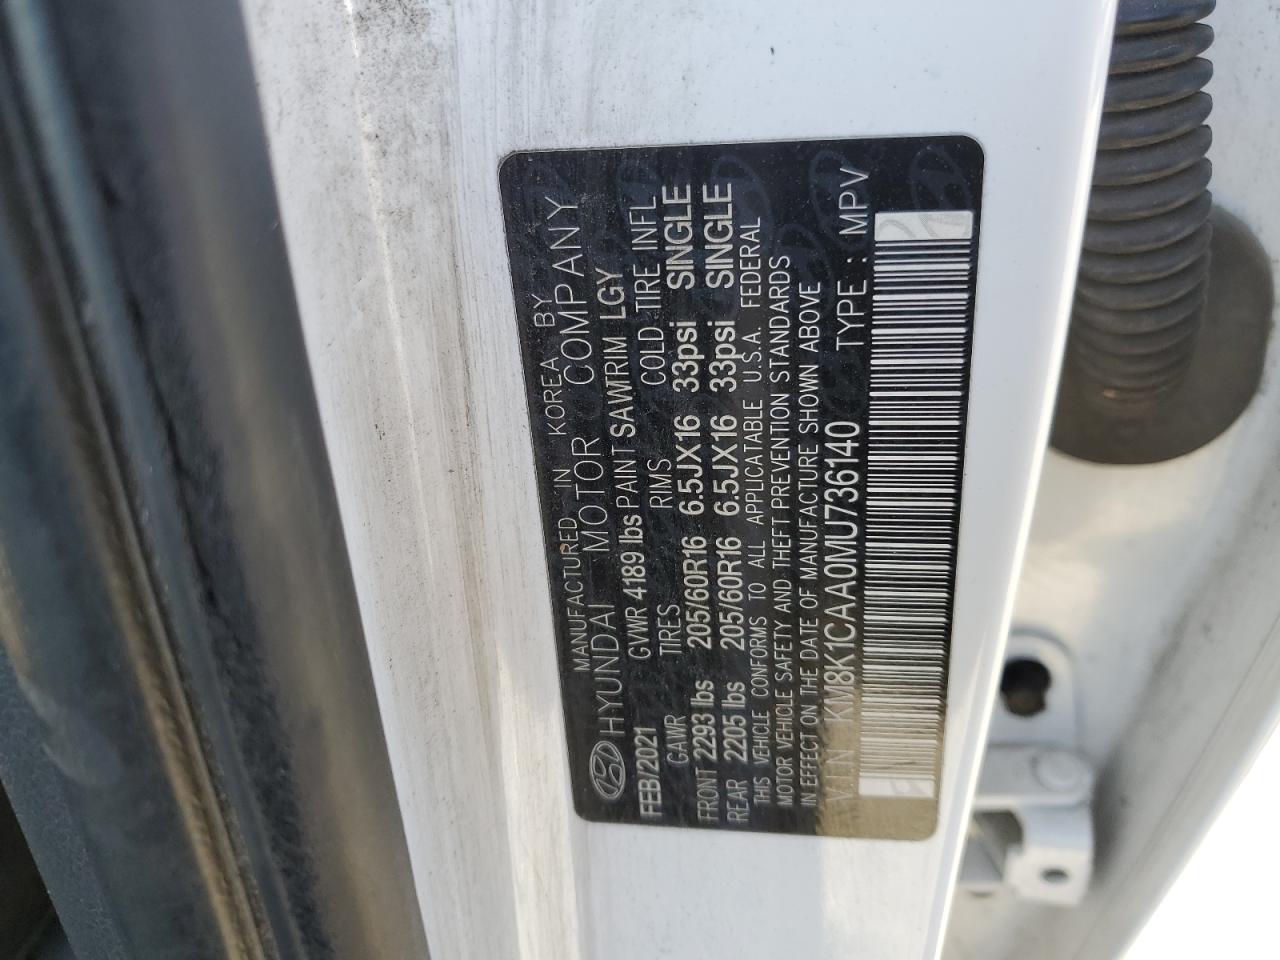 MANUFACTURED IN KOREA BY
HYUNDAI MOTOR COMPANY
FEB/2021 GVWR 4189 lbs PAINT SAWTRIM LGY
GAWR TIRES RIMS COLD TIRE INFL
FRONT 2293 lbs 205/60R16 6.5JX16 33psi SINGLE
REAR 2205 lbs 205/60R16 6.5JX16 33psi SINGLE
THIS VEHICLE CONFORMS TO ALL APPLICATABLE U.S.A. FEDERAL
MOTOR VEHICLE SAFETY AND THEFT PREVENTION STANDARDS
IN EFFECT ON THE DATE OF MANUFACTURE SHOWN ABOVE
V.I.N KM8K1CAA0MU736140 TYPE : MPV